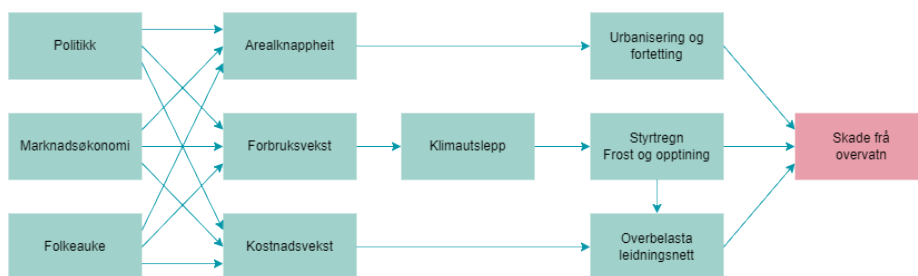 Politikk
Arealknappheit
Urbanisering og
fortetting
Marknadsøkonomi
Forbruksvekst
Klimautslepp
Styrtregn
Frost og opptining
Skade frå
overvatn
Folkeauke
Kostnadsvekst
Overbelasta
leidningsnett